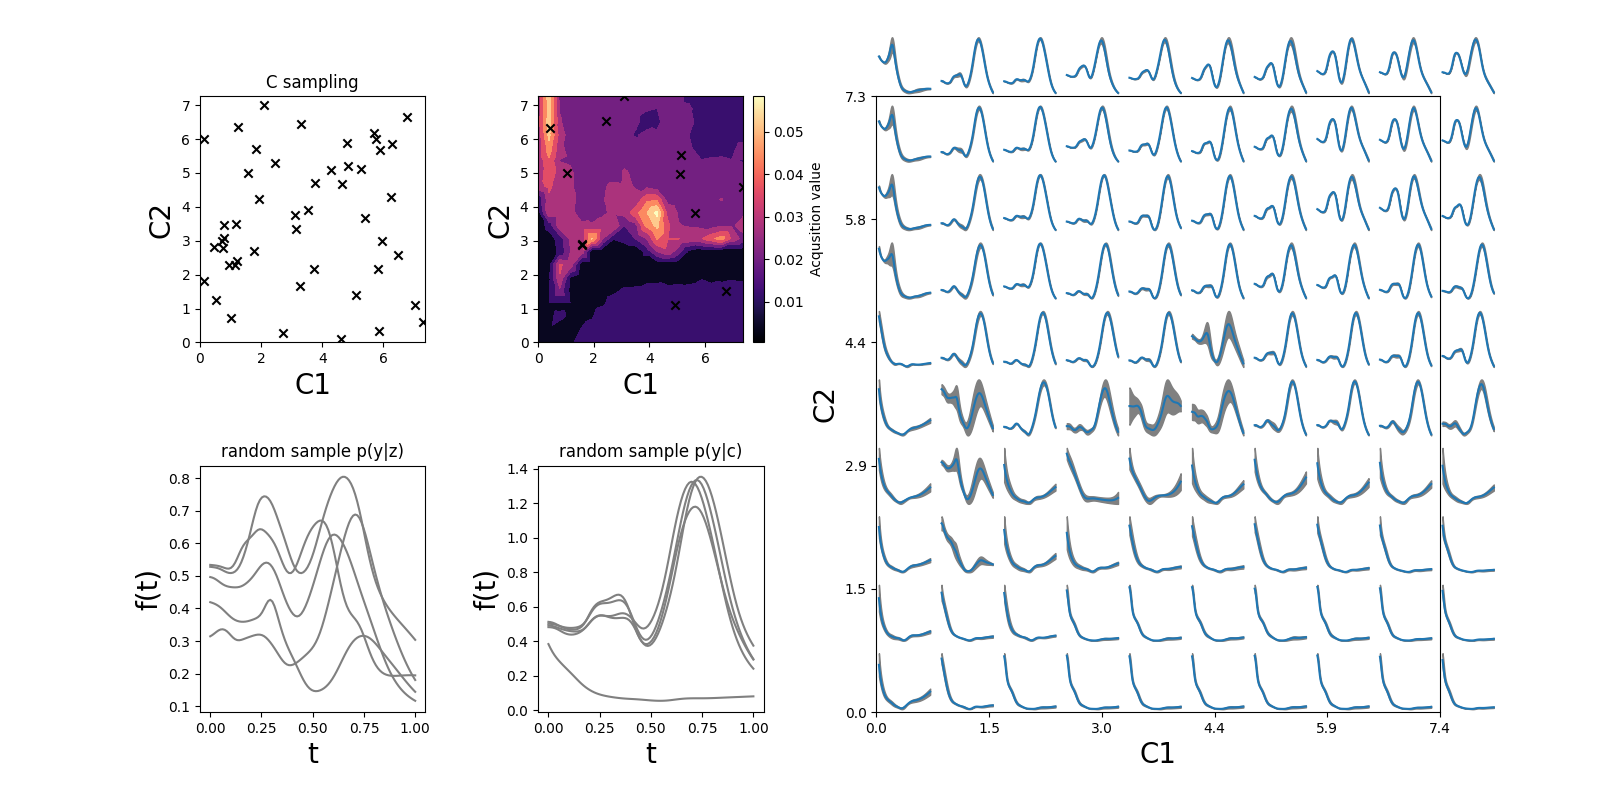 C sampling
7
6
5
4
3
2
1
0
C2
0 2 4 6
C1
7
6
5
4
3
2
1
0
C2
0 2 4 6
C1
0.05
0.04
0.03
0.02
0.01
Acqusition value
random sample p(y|z)
0.8
0.7
0.6
0.5
0.4
0.3
0.2
0.1
f(t)
0.00 0.25 0.50 0.75 1.00
t
random sample p(y|c)
1.4
1.2
1.0
0.8
0.6
0.4
0.2
0.0
f(t)
0.00 0.25 0.50 0.75 1.00
t
7.3
5.8
4.4
2.9
1.5
0.0
C2
0.0 1.5 3.0 4.4 5.9 7.4
C1